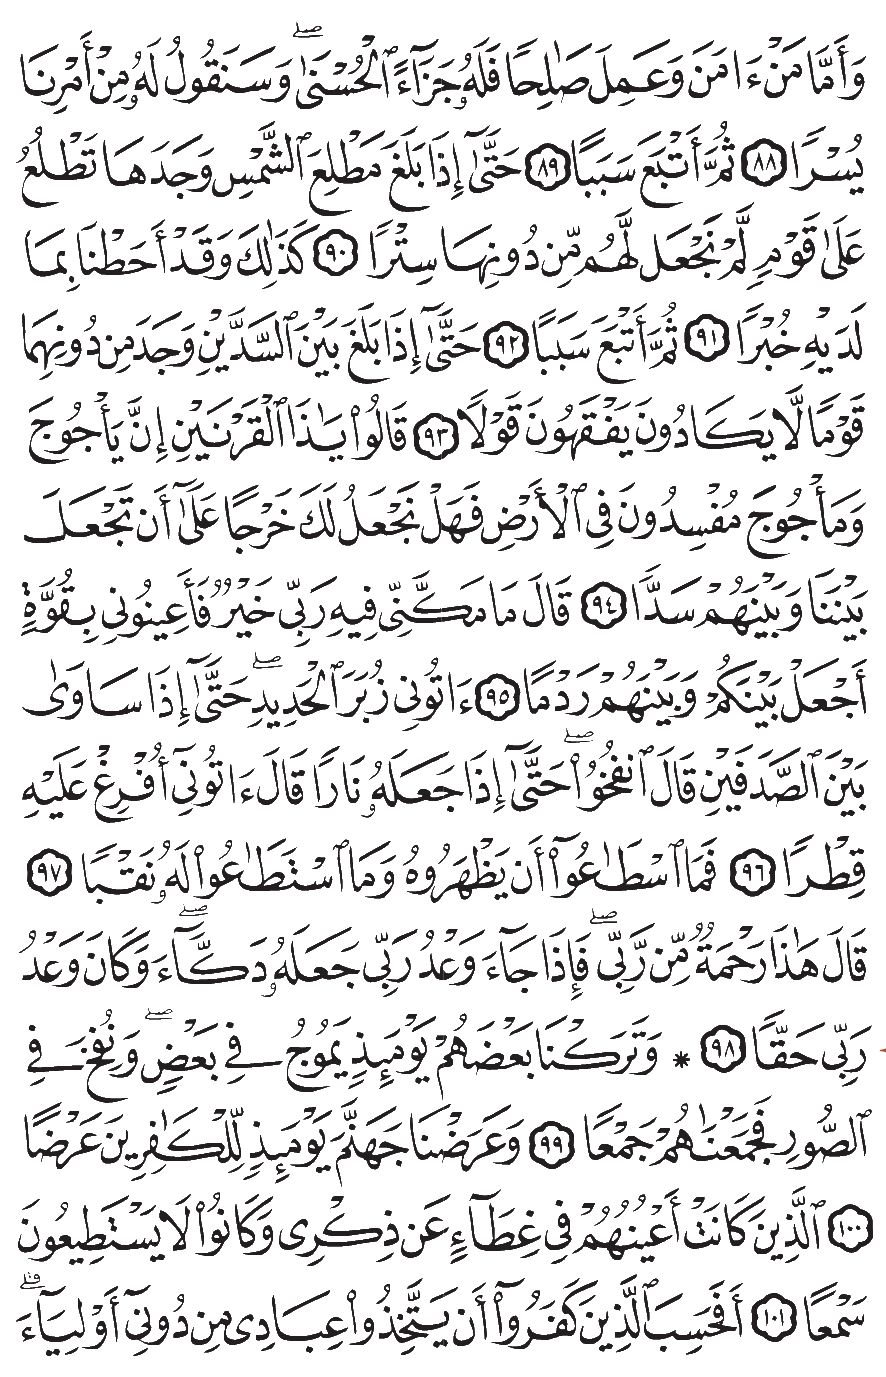 وَأَمَّا مَنْ ءَامَنَ وَعَمِلَ صَٰلِحًا فَلَهُۥ جَزَآءً ٱلْحُسْنَىٰ ۖ وَسَنَقُولُ لَهُۥ مِنْ أَمْرِنَا
يُسْرًا ٨٨ ثُمَّ أَتْبَعَ سَبَبًا ٨٩ حَتَّىٰٓ إِذَا بَلَغَ مَطْلِعَ ٱلشَّمْسِ وَجَدَهَا تَطْلُعُ
عَلَىٰ قَوْمٍ لَّمْ نَجْعَل لَّهُم مِّن دُونِهَا سِتْرًا ٩٠ كَذَٰلِكَ وَقَدْ أَحَطْنَا بِمَا
لَدَيْهِ خُبْرًا ٩١ ثُمَّ أَتْبَعَ سَبَبًا ٩٢ حَتَّىٰٓ إِذَا بَلَغَ بَيْنَ ٱلسَّدَّيْنِ وَجَدَ مِن دُونِهِمَا
قَوْمًا لَّا يَكَادُونَ يَفْقَهُونَ قَوْلًا ٩٣ قَالُوا۟ يَٰذَا ٱلْقَرْنَيْنِ إِنَّ يَأْجُوجَ
وَمَأْجُوجَ مُفْسِدُونَ فِى ٱلْأَرْضِ فَهَلْ نَجْعَلُ لَكَ خَرْجًا عَلَىٰٓ أَن تَجْعَلَ
بَيْنَنَا وَبَيْنَهُمْ سَدًّا ٩٤ قَالَ مَا مَكَّنِّى فِيهِ رَبِّى خَيْرٌ فَأَعِينُونِى بِقُوَّةٍ
أَجْعَلْ بَيْنَكُمْ وَبَيْنَهُمْ رَدْمًا ٩٥ ءَاتُونِى زُبَرَ ٱلْحَدِيدِ ۖ حَتَّىٰٓ إِذَا سَاوَىٰ
بَيْنَ ٱلصَّدَفَيْنِ قَالَ ٱنفُخُوا۟ ۖ حَتَّىٰٓ إِذَا جَعَلَهُۥ نَارًا قَالَ ءَاتُونِىٓ أُفْرِغْ عَلَيْهِ
قِطْرًا ٩٦ فَمَا ٱسْطَٰعُوٓا۟ أَن يَظْهَرُوهُ وَمَا ٱسْتَطَٰعُوا۟ لَهُۥ نَقْبًا ٩٧
قَالَ هَٰذَا رَحْمَةٌ مِّن رَّبِّى ۖ فَإِذَا جَآءَ وَعْدُ رَبِّى جَعَلَهُۥ دَكَّآءَ ۖ وَكَانَ وَعْدُ
رَبِّى حَقًّا ٩٨ * وَتَرَكْنَا بَعْضَهُمْ يَوْمَئِذٍ يَمُوجُ فِى بَعْضٍ ۖ وَنُفِخَ فِى
ٱلصُّورِ فَجَمَعْنَٰهُمْ جَمْعًا ٩٩ وَعَرَضْنَا جَهَنَّمَ يَوْمَئِذٍ لِّلْكَٰفِرِينَ عَرْضًا
١٠٠ ٱلَّذِينَ كَانَتْ أَعْيُنُهُمْ فِى غِطَآءٍ عَن ذِكْرِى وَكَانُوا۟ لَا يَسْتَطِيعُونَ
سَمْعًا ١٠١ أَفَحَسِبَ ٱلَّذِينَ كَفَرُوٓا۟ أَن يَتَّخِذُوا۟ عِبَادِى مِن دُونِىٓ أَوْلِيَآءَ ۚ